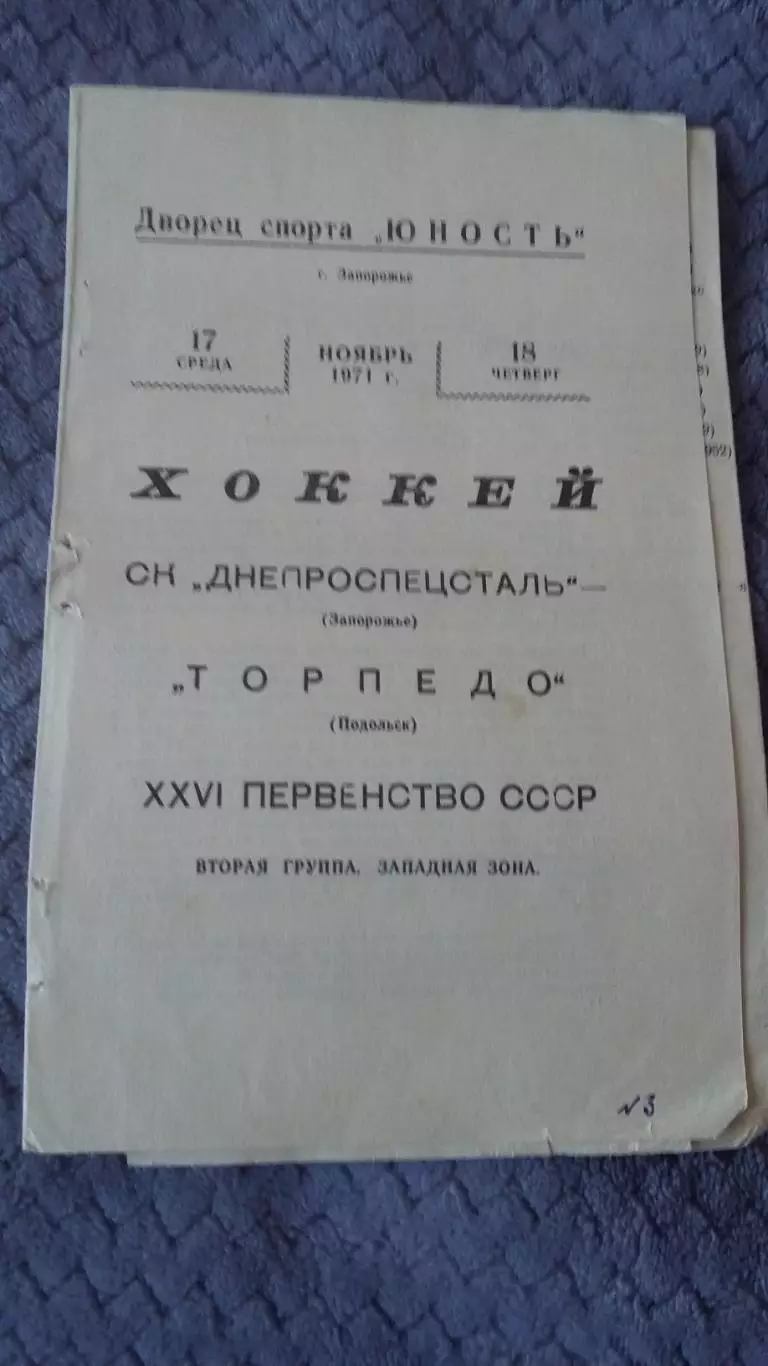 Дворец спорта „ЮНОСТЬ“
г. Запорожье
17 НОЯБРЬ 18
СРЕДА 1971 г. ЧЕТВЕРГ
ХОККЕЙ
СК „ДНЕПРОСПЕЦСТАЛЬ“—
(Запорожье)
„ТОРПЕДО“
(Подольск)
XXVI ПЕРВЕНСТВО СССР
ВТОРАЯ ГРУППА. ЗАПАДНАЯ ЗОНА.
№3
952)